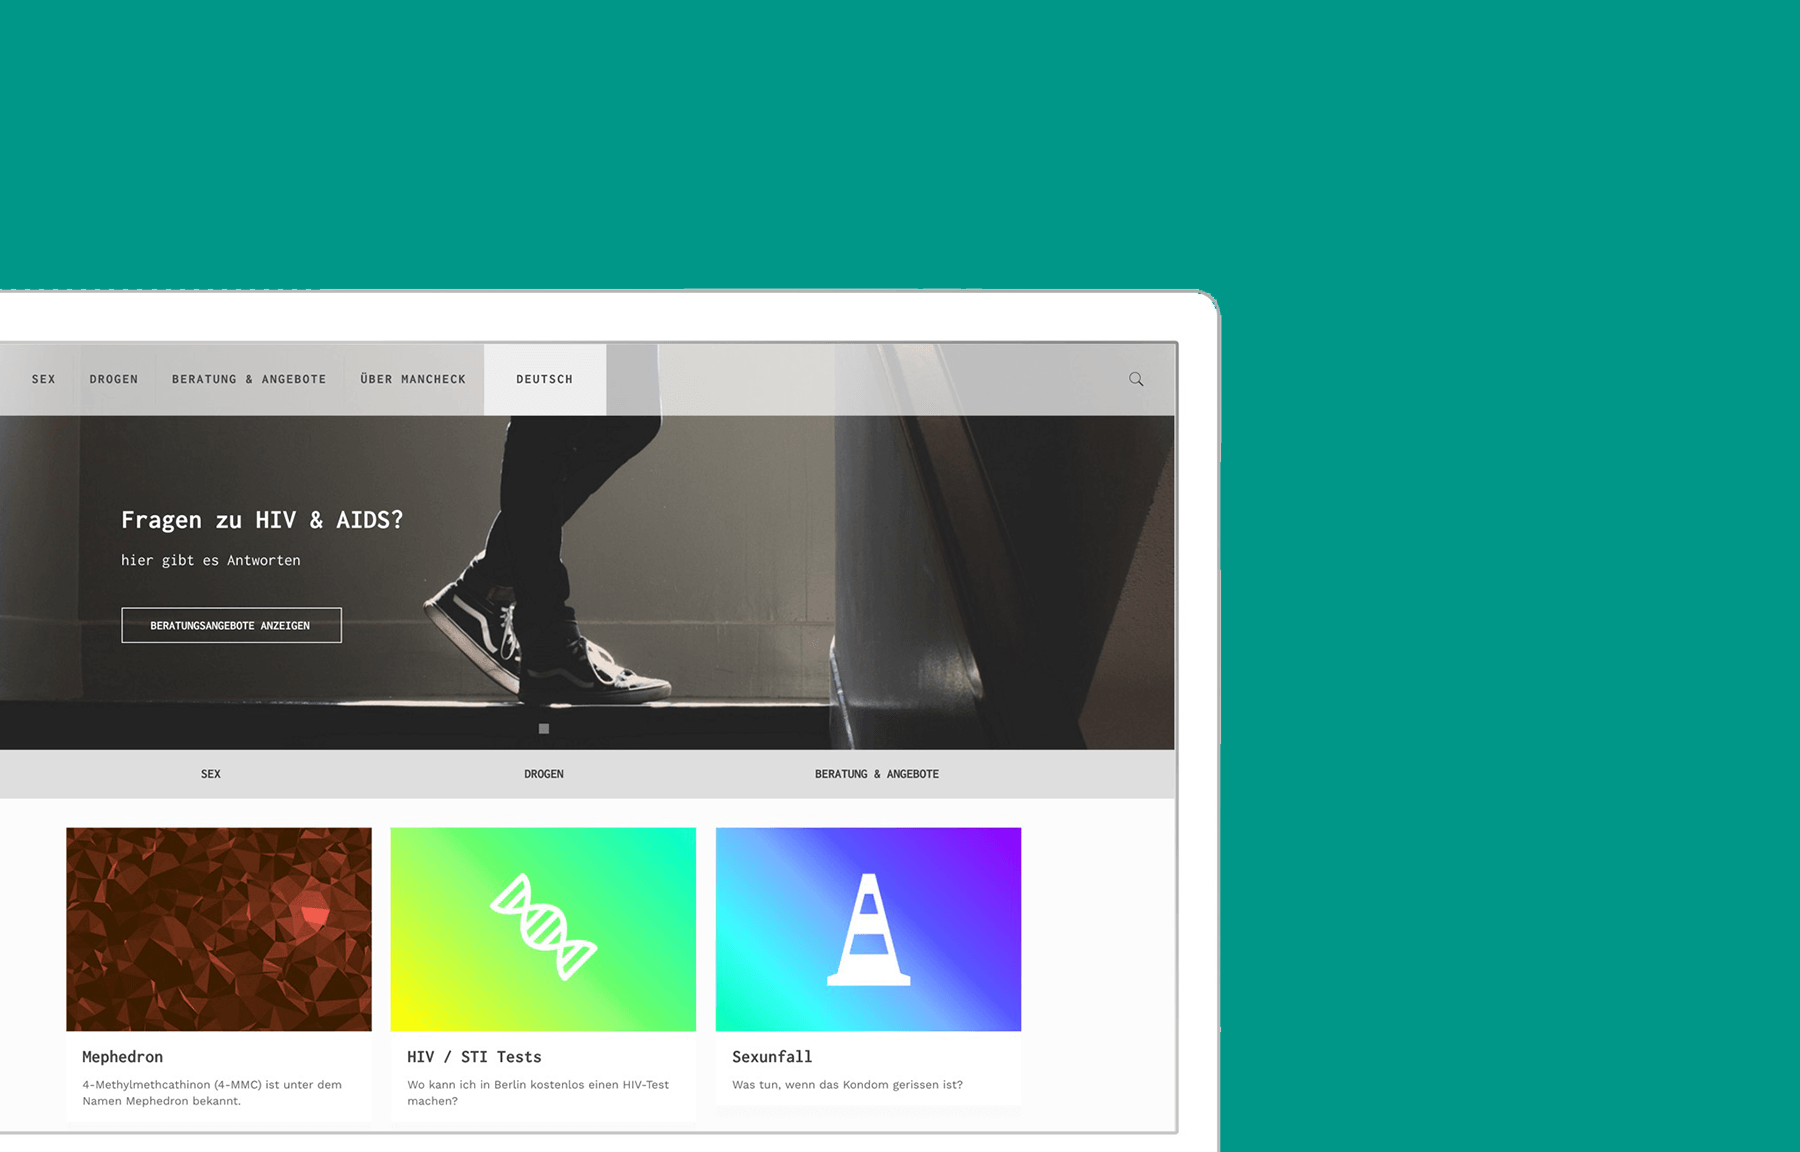 SEX DROGEN BERATUNG & ANGEBOTE ÜBER MANCHECK DEUTSCH
Fragen zu HIV & AIDS?
hier gibt es Antworten
BERATUNGSANGEBOTE ANZEIGEN
SEX DROGEN BERATUNG & ANGEBOTE
Mephedron
4-Methylmethcathinon (4-MMC) ist unter dem
Namen Mephedron bekannt.
HIV / STI Tests
Wo kann ich in Berlin kostenlos einen HIV-Test
machen?
Sexunfall
Was tun, wenn das Kondom gerissen ist?